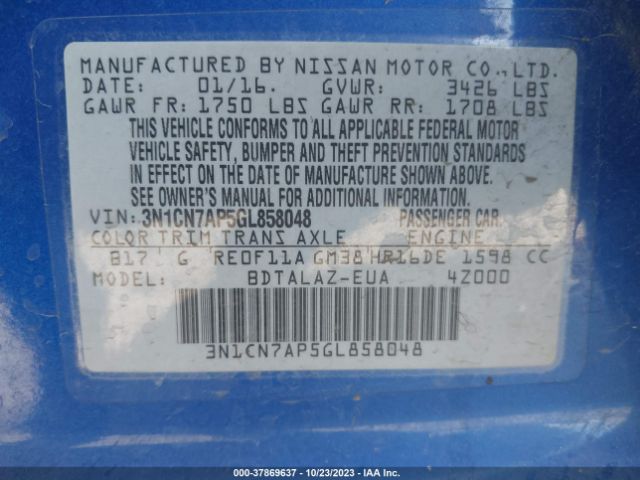 MANUFACTURED BY NISSAN MOTOR CO., LTD.
DATE: 01/16. GVWR: 3426 LBS
GAWR FR: 1750 LBS GAWR RR: 1708 LBS
THIS VEHICLE CONFORMS TO ALL APPLICABLE FEDERAL MOTOR
VEHICLE SAFETY, BUMPER AND THEFT PREVENTION STANDARDS
IN EFFECT ON THE DATE OF MANUFACTURE SHOWN ABOVE.
SEE OWNER'S MANUAL FOR ADDITIONAL INFORMATION.
VIN: 3N1CN7AP5GL858048 PASSENGER CAR.
COLOR TRIM TRANS AXLE ENGINE
B17 G RE0F11A GM38 HR16DE 1598 CC
MODEL: BDTALAZ-EUA 4Z000
3N1CN7AP5GL858048
000-37869637 - 10/23/2023 - IAA Inc.